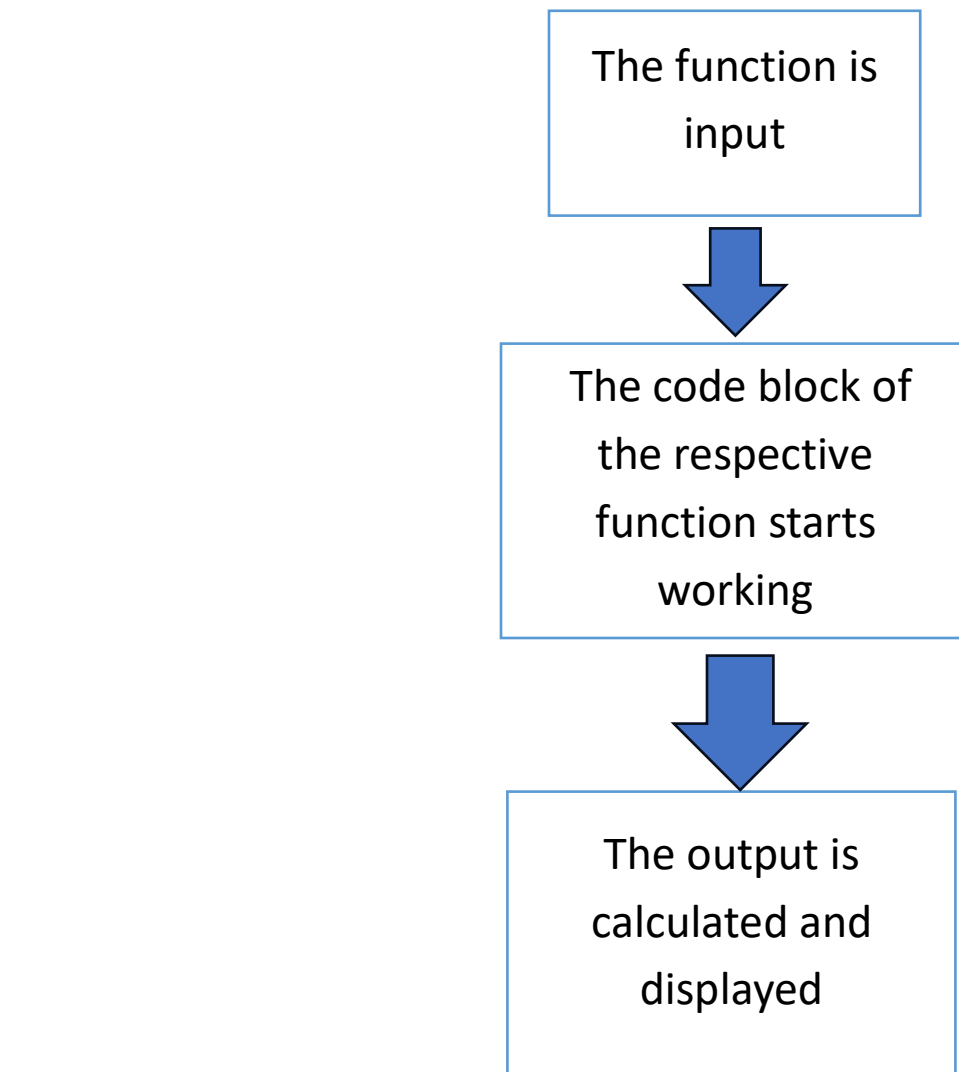 The function is
input
The code block of
the respective
function starts
working
The output is
calculated and
displayed